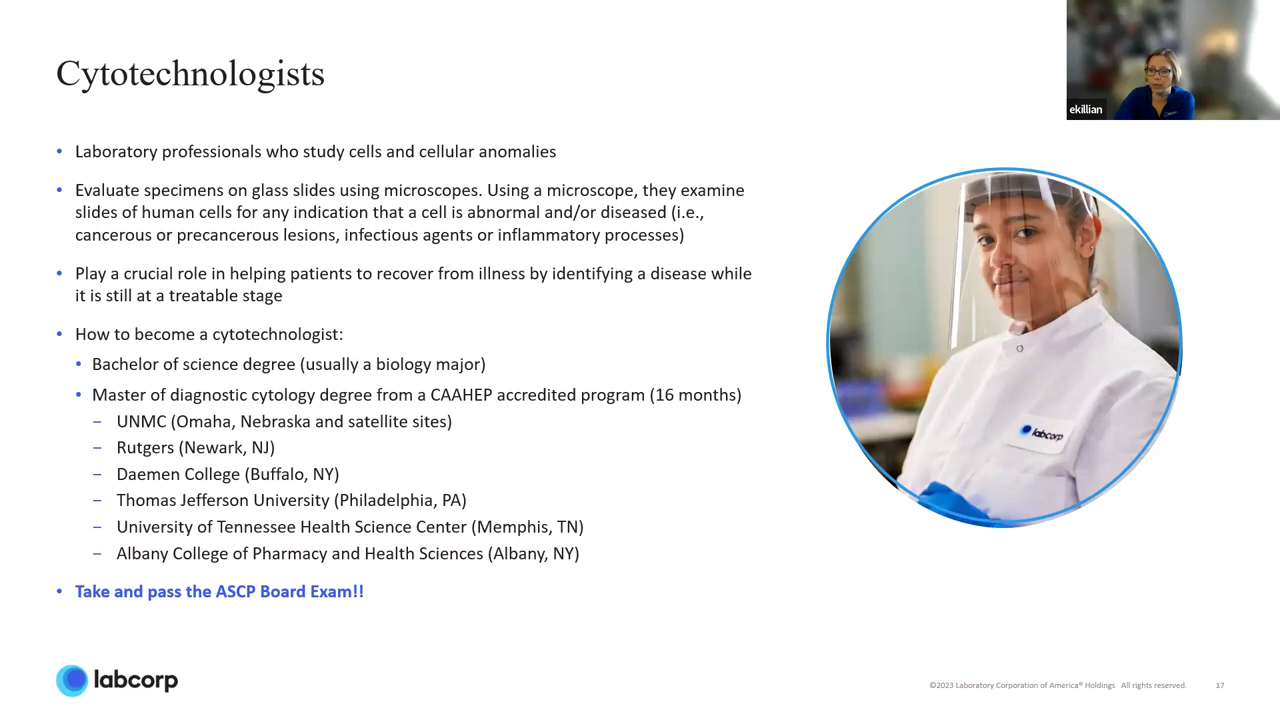 Cytotechnologists
ekillian
• Laboratory professionals who study cells and cellular anomalies
• Evaluate specimens on glass slides using microscopes. Using a microscope, they examine
slides of human cells for any indication that a cell is abnormal and/or diseased (i.e.,
cancerous or precancerous lesions, infectious agents or inflammatory processes)
• Play a crucial role in helping patients to recover from illness by identifying a disease while
it is still at a treatable stage
• How to become a cytotechnologist:
• Bachelor of science degree (usually a biology major)
• Master of diagnostic cytology degree from a CAAHEP accredited program (16 months)
– UNMC (Omaha, Nebraska and satellite sites)
– Rutgers (Newark, NJ)
– Daemen College (Buffalo, NY)
– Thomas Jefferson University (Philadelphia, PA)
– University of Tennessee Health Science Center (Memphis, TN)
– Albany College of Pharmacy and Health Sciences (Albany, NY)
• Take and pass the ASCP Board Exam!!
labcorp
labcorp
©2023 Laboratory Corporation of America® Holdings All rights reserved. 17